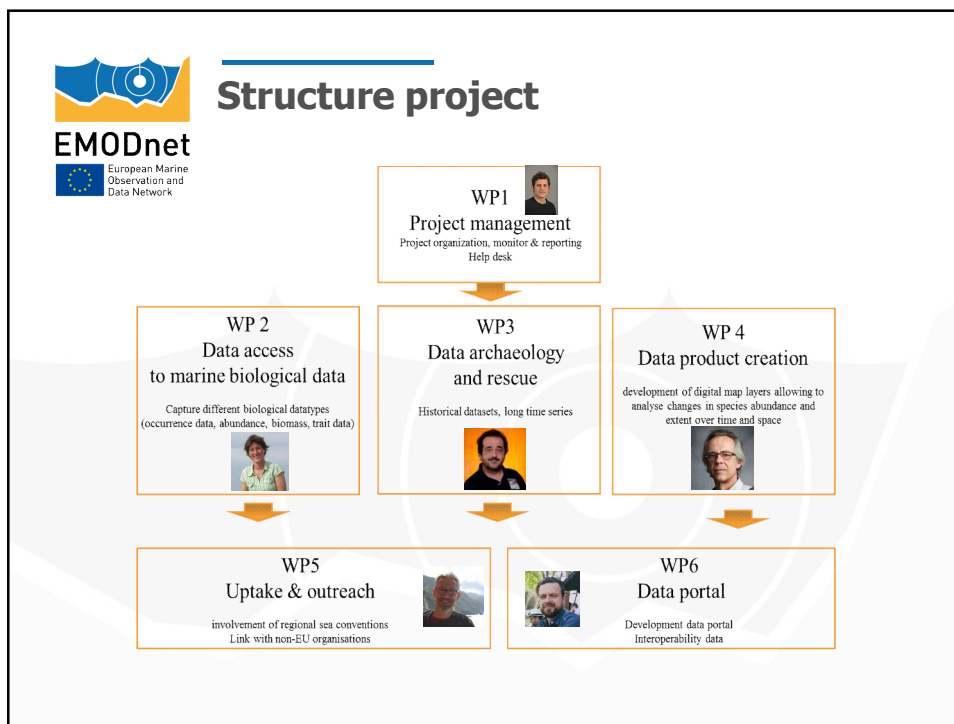 Structure project
EMODnet
European Marine
Observation and
Data Network
WP1
Project management
Project organization, monitor & reporting
Help desk
WP 2
Data access
to marine biological data
Capture different biological datatypes
(occurrence data, abundance, biomass, trait data)
WP3
Data archaeology
and rescue
Historical datasets, long time series
WP 4
Data product creation
development of digital map layers allowing to
analyse changes in species abundance and
extent over time and space
WP5
Uptake & outreach
involvement of regional sea conventions
Link with non-EU organisations
WP6
Data portal
Development data portal
Interoperability data